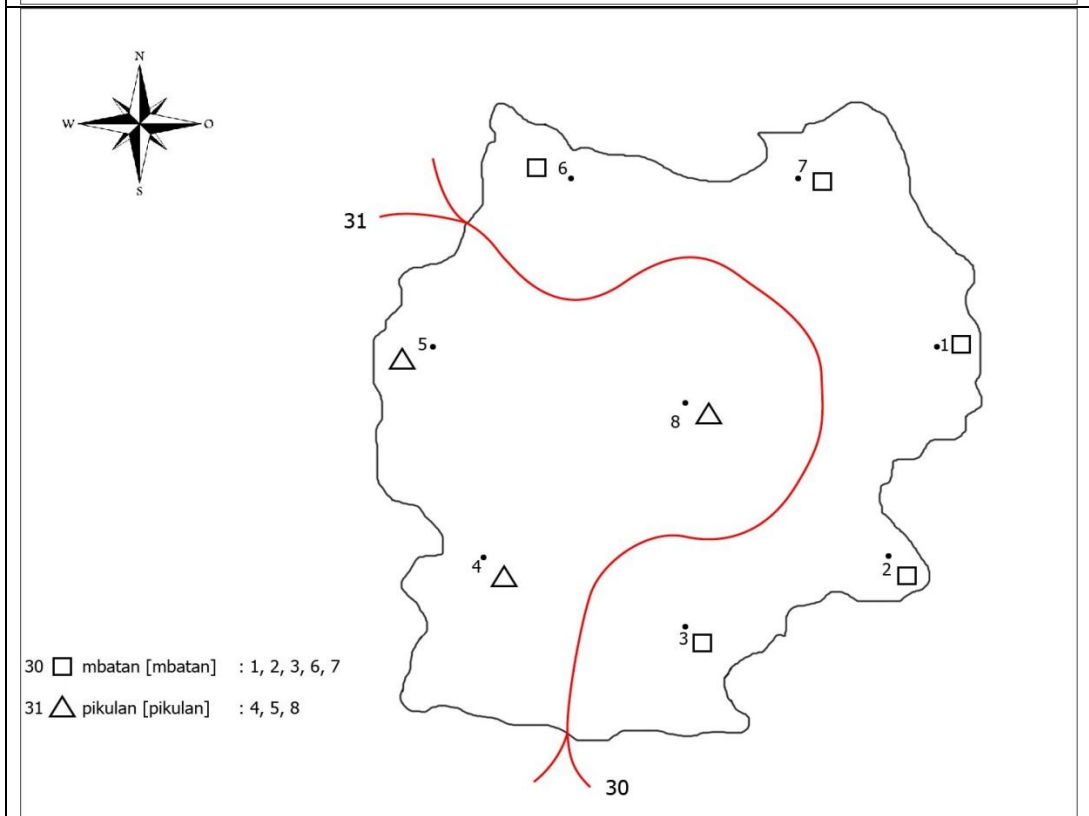 N
W O
S
31
6
7
5
1
8
4
2
3
30 mbatan [mbatan] : 1, 2, 3, 6, 7
31 pikulan [pikulan] : 4, 5, 8
30